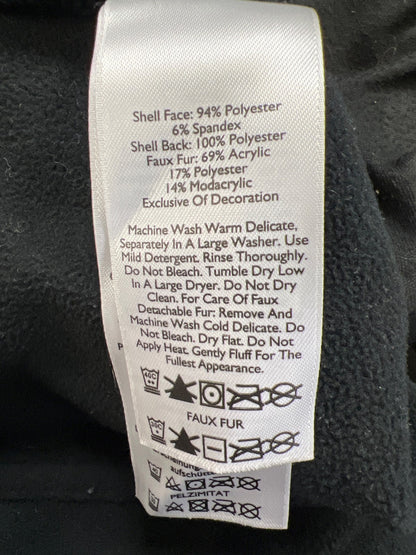 Shell Face: 94% Polyester
6% Spandex
Shell Back: 100% Polyester
Faux Fur: 69% Acrylic
17% Polyester
14% Modacrylic
Exclusive Of Decoration
Machine Wash Warm Delicate,
Separately In A Large Washer. Use
Mild Detergent. Rinse Thoroughly.
Do Not Bleach. Tumble Dry Low
In A Large Dryer. Do Not Dry
Clean. For Care Of Faux
Detachable Fur: Remove And
Machine Wash Cold Delicate. Do
Not Bleach. Dry Flat. Do Not
Apply Heat. Gently Fluff For The
Fullest Appearance.
40C
FAUX FUR
PELZIMITAT